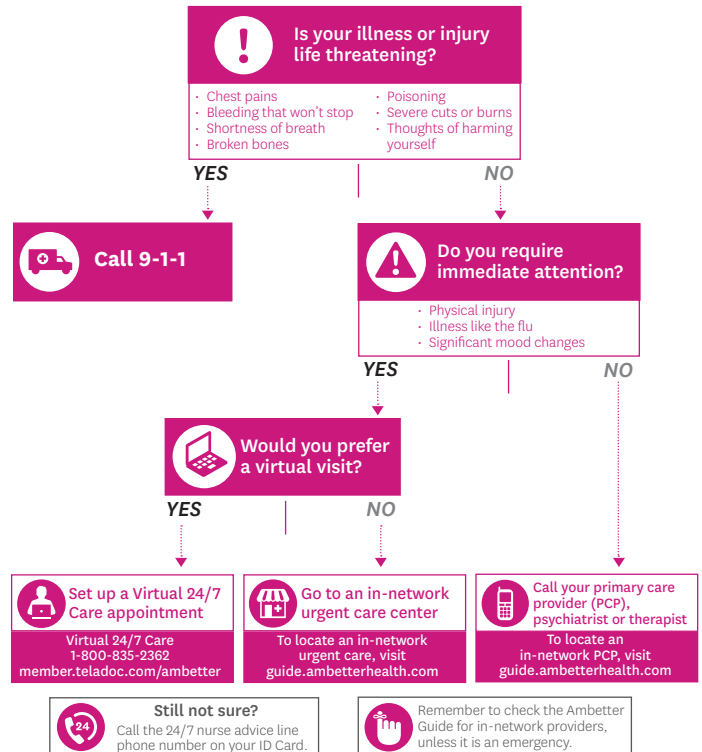 Is your illness or injury
life threatening?
· Chest pains
· Bleeding that won't stop
· Shortness of breath
· Broken bones
· Poisoning
· Severe cuts or burns
· Thoughts of harming
yourself
YES
NO
Call 9-1-1
Do you require
immediate attention?
· Physical injury
· Illness like the flu
· Significant mood changes
YES
NO
Would you prefer
a virtual visit?
YES
NO
Set up a Virtual 24/7
Care appointment
Virtual 24/7 Care
1-800-835-2362
member.teladoc.com/ambetter
Go to an in-network
urgent care center
To locate an in-network
urgent care, visit
guide.ambetterhealth.com
Call your primary care
provider (PCP),
psychiatrist or therapist
To locate an
in-network PCP, visit
guide.ambetterhealth.com
24
Still not sure?
Call the 24/7 nurse advice line
phone number on your ID Card.
Remember to check the Ambetter
Guide for in-network providers,
unless it is an emergency.